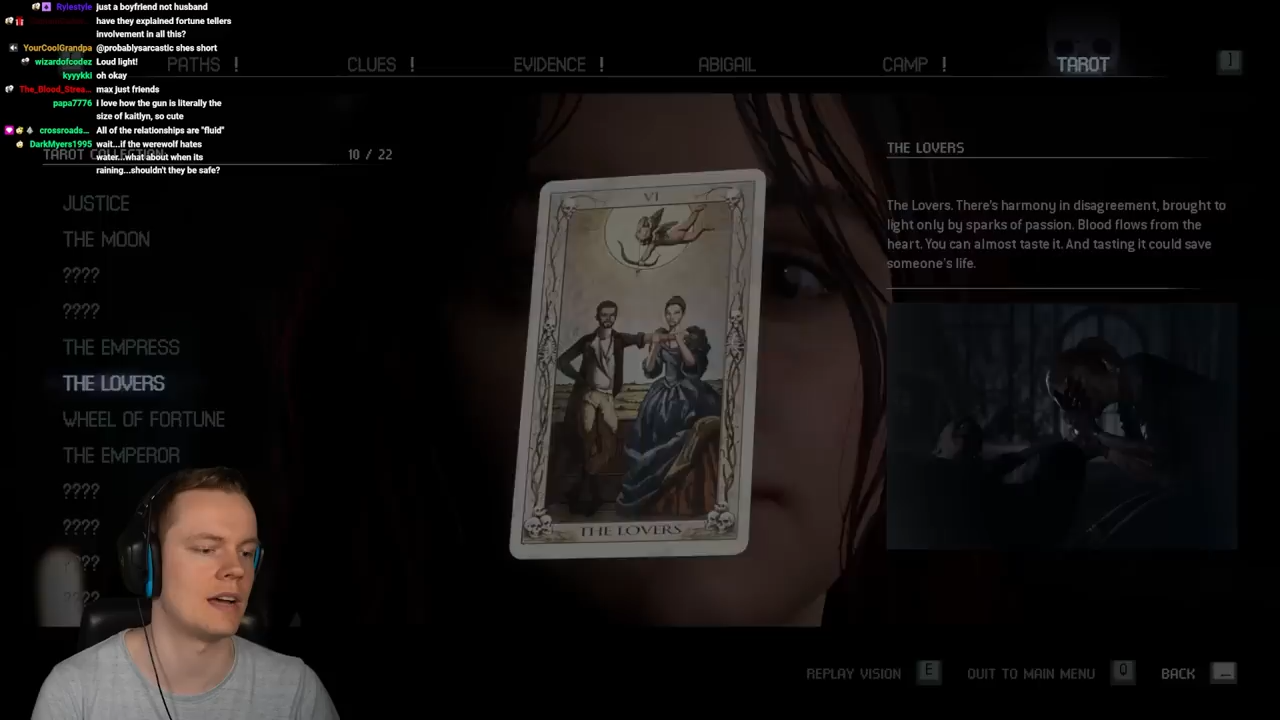 Rylestyle just a boyfriend not husband
have they explained fortune tellers
involvement in all this?
YourCoolGrandpa @probablysarcastic shes short
wizardofcodez Loud light!
kyyykki oh okay
The_Blood_Strea... max just friends
papa7776 I love how the gun is literally the
size of kaitlyn, so cute
crossroads... All of the relationships are "fluid"
DarkMyers1995 wait...if the werewolf hates
water...what about when its
raining...shouldn't they be safe?
PATHS !
CLUES !
EVIDENCE !
ABIGAIL
CAMP !
TAROT
TAROT COLLECTION 10 / 22
JUSTICE
THE MOON
????
????
THE EMPRESS
THE LOVERS
WHEEL OF FORTUNE
THE EMPEROR
????
????
????
????
VI
THE LOVERS
THE LOVERS
The Lovers. There's harmony in disagreement, brought to
light only by sparks of passion. Blood flows from the
heart. You can almost taste it. And tasting it could save
someone's life.
REPLAY VISION E QUIT TO MAIN MENU Q BACK